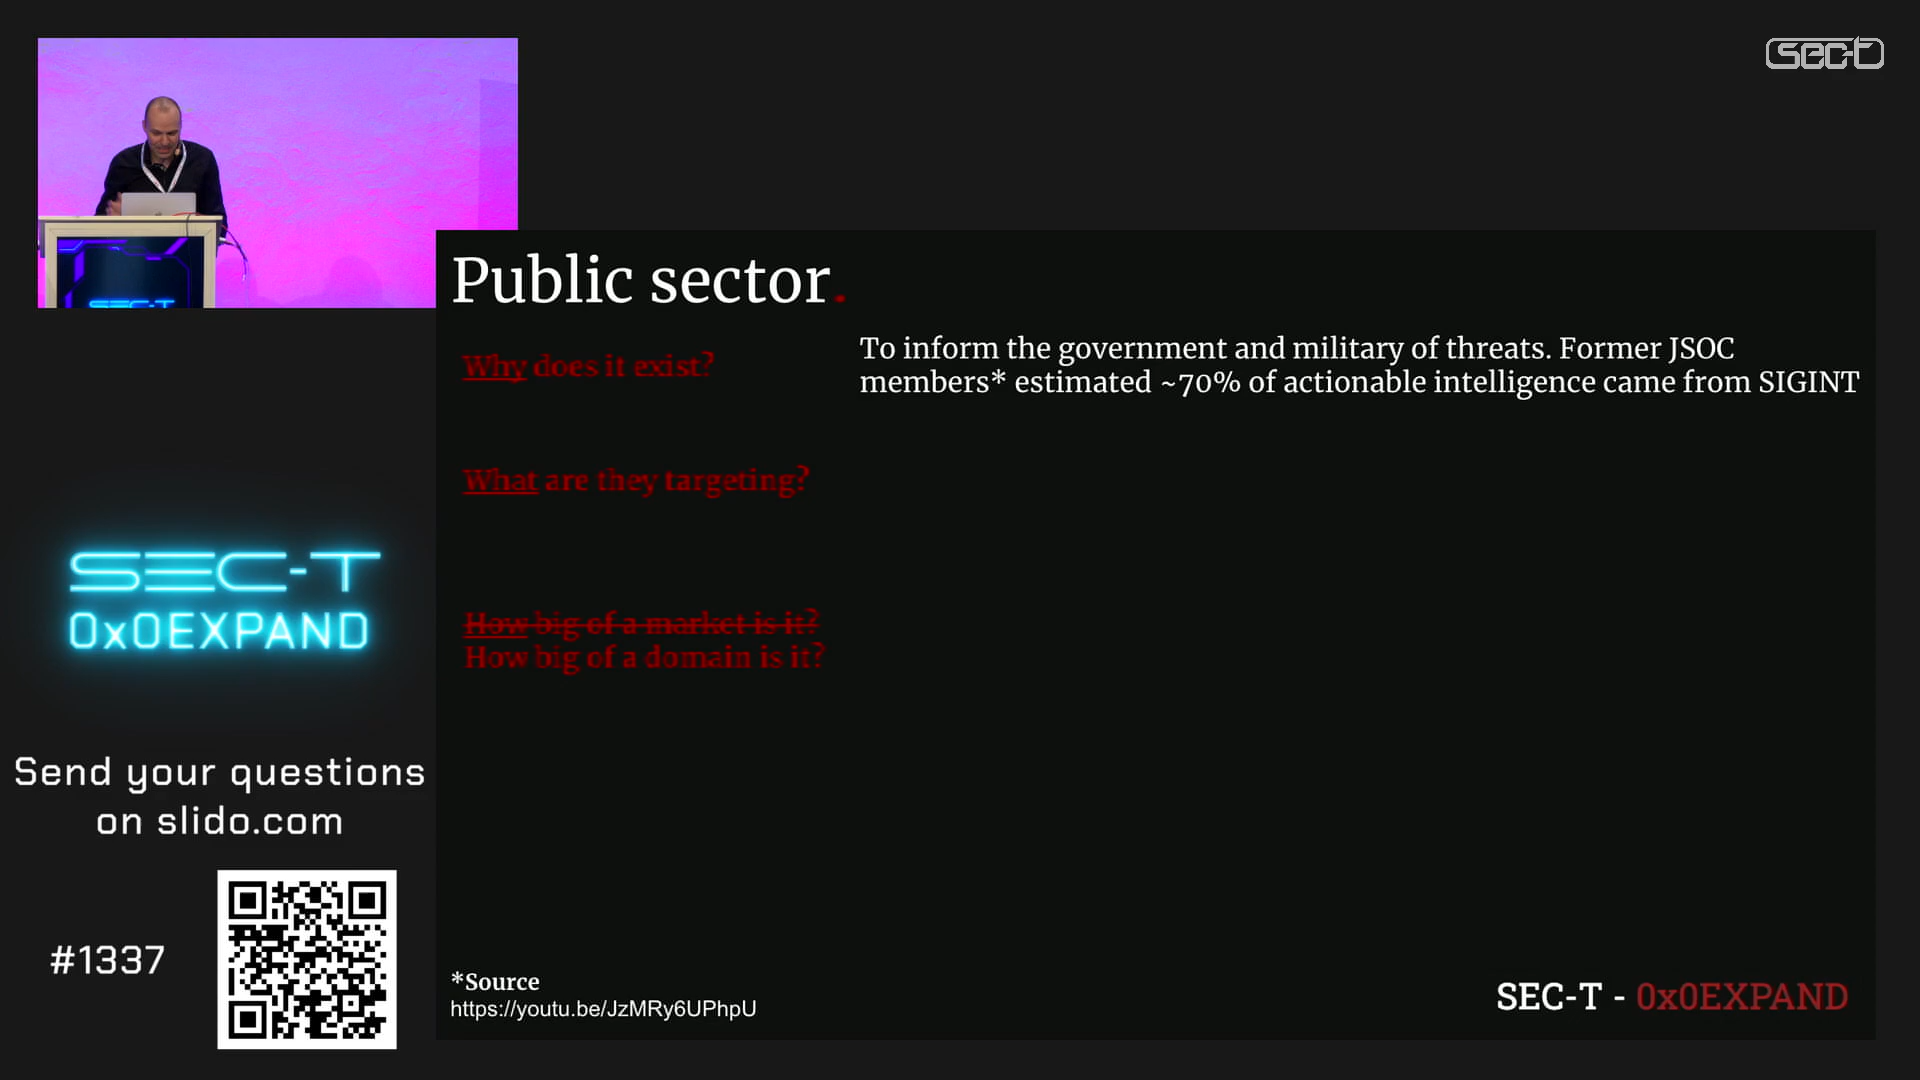 sec-t
SEC-T
Public sector.
Why does it exist?
To inform the government and military of threats. Former JSOC
members* estimated ~70% of actionable intelligence came from SIGINT
What are they targeting?
How big of a market is it?
How big of a domain is it?
SEC-T
0x0EXPAND
Send your questions
on slido.com
#1337
*Source
https://youtu.be/JzMRy6UPhpU
SEC-T - 0x0EXPAND